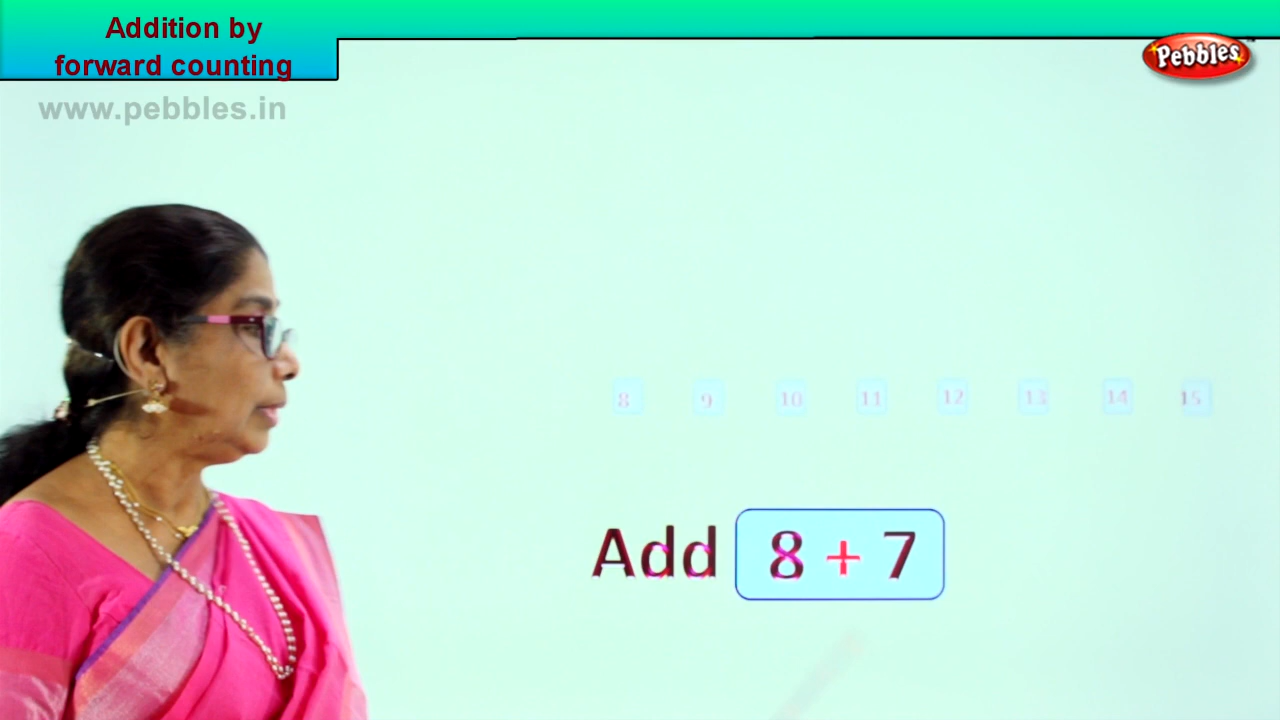 Addition by
forward counting
Pebbles
www.pebbles.in
8 9 10 11 12 13 14 15
Add 8 + 7